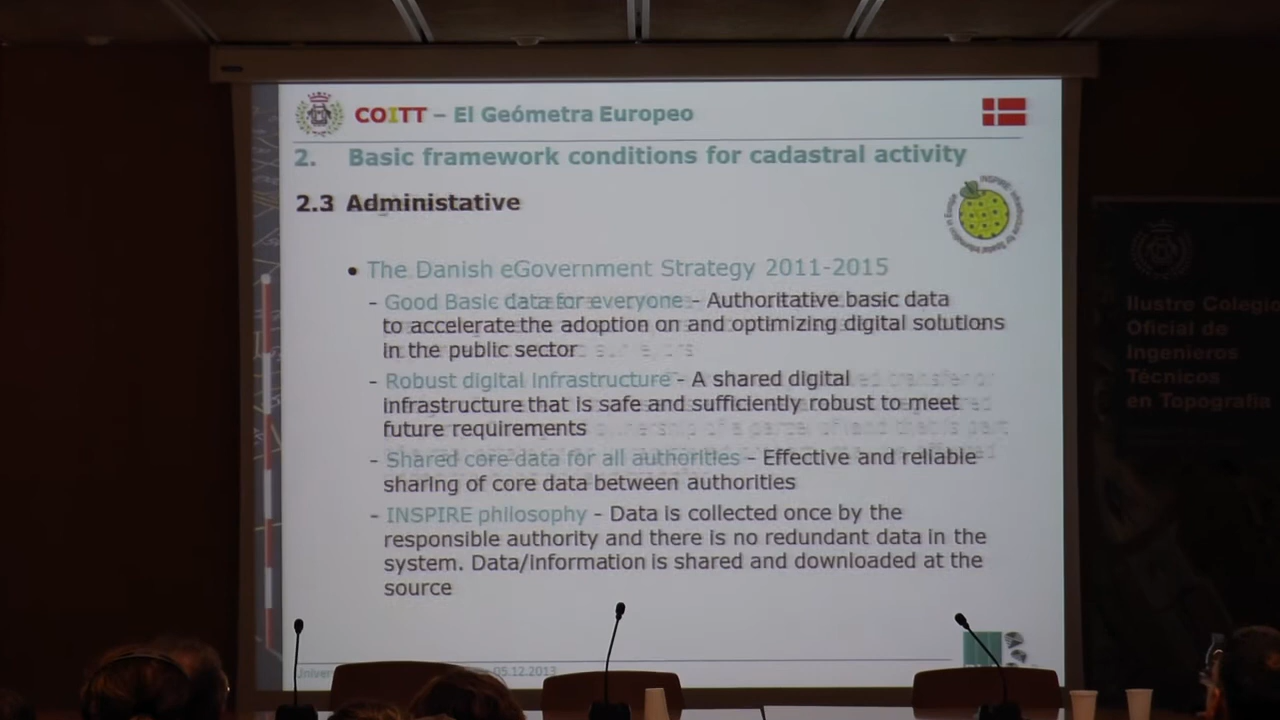 COITT – El Geómetra Europeo
2. Basic framework conditions for cadastral activity
2.3 Administative
INSPIRE
• The Danish eGovernment Strategy 2011-2015
- Good Basic data for everyone - Authoritative basic data
to accelerate the adoption on and optimizing digital solutions
in the public sector
- Robust digital infrastructure - A shared digital
infrastructure that is safe and sufficiently robust to meet
future requirements
- Shared core data for all authorities – Effective and reliable
sharing of core data between authorities
- INSPIRE philosophy - Data is collected once by the
responsible authority and there is no redundant data in the
system. Data/information is shared and downloaded at the
source
05.12.2013
Ilustre Colegio
Oficial de
Ingenieros
Técnicos
en Topografía